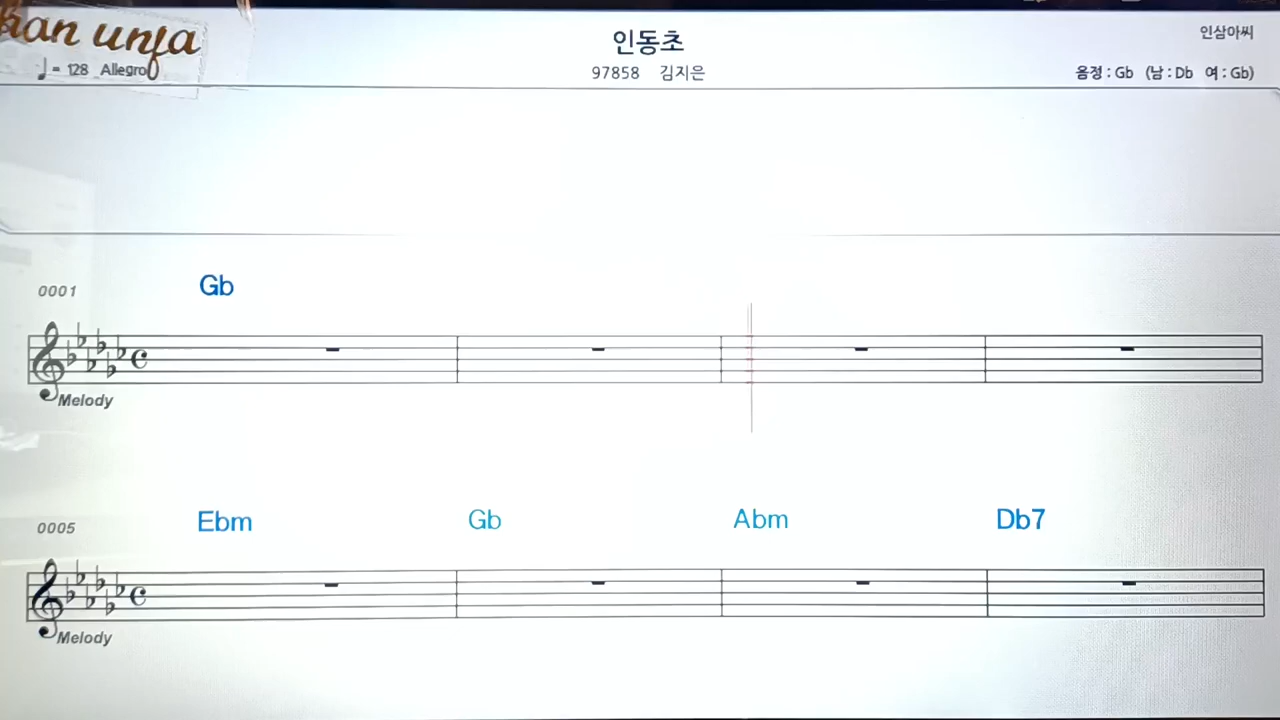 han unja
♩= 128 Allegro
인동초
97858 김지은
인삼아씨
음정 : Gb (남 : Db 여 : Gb)
0001
Gb
Melody
0005
Ebm Gb Abm Db7
Melody